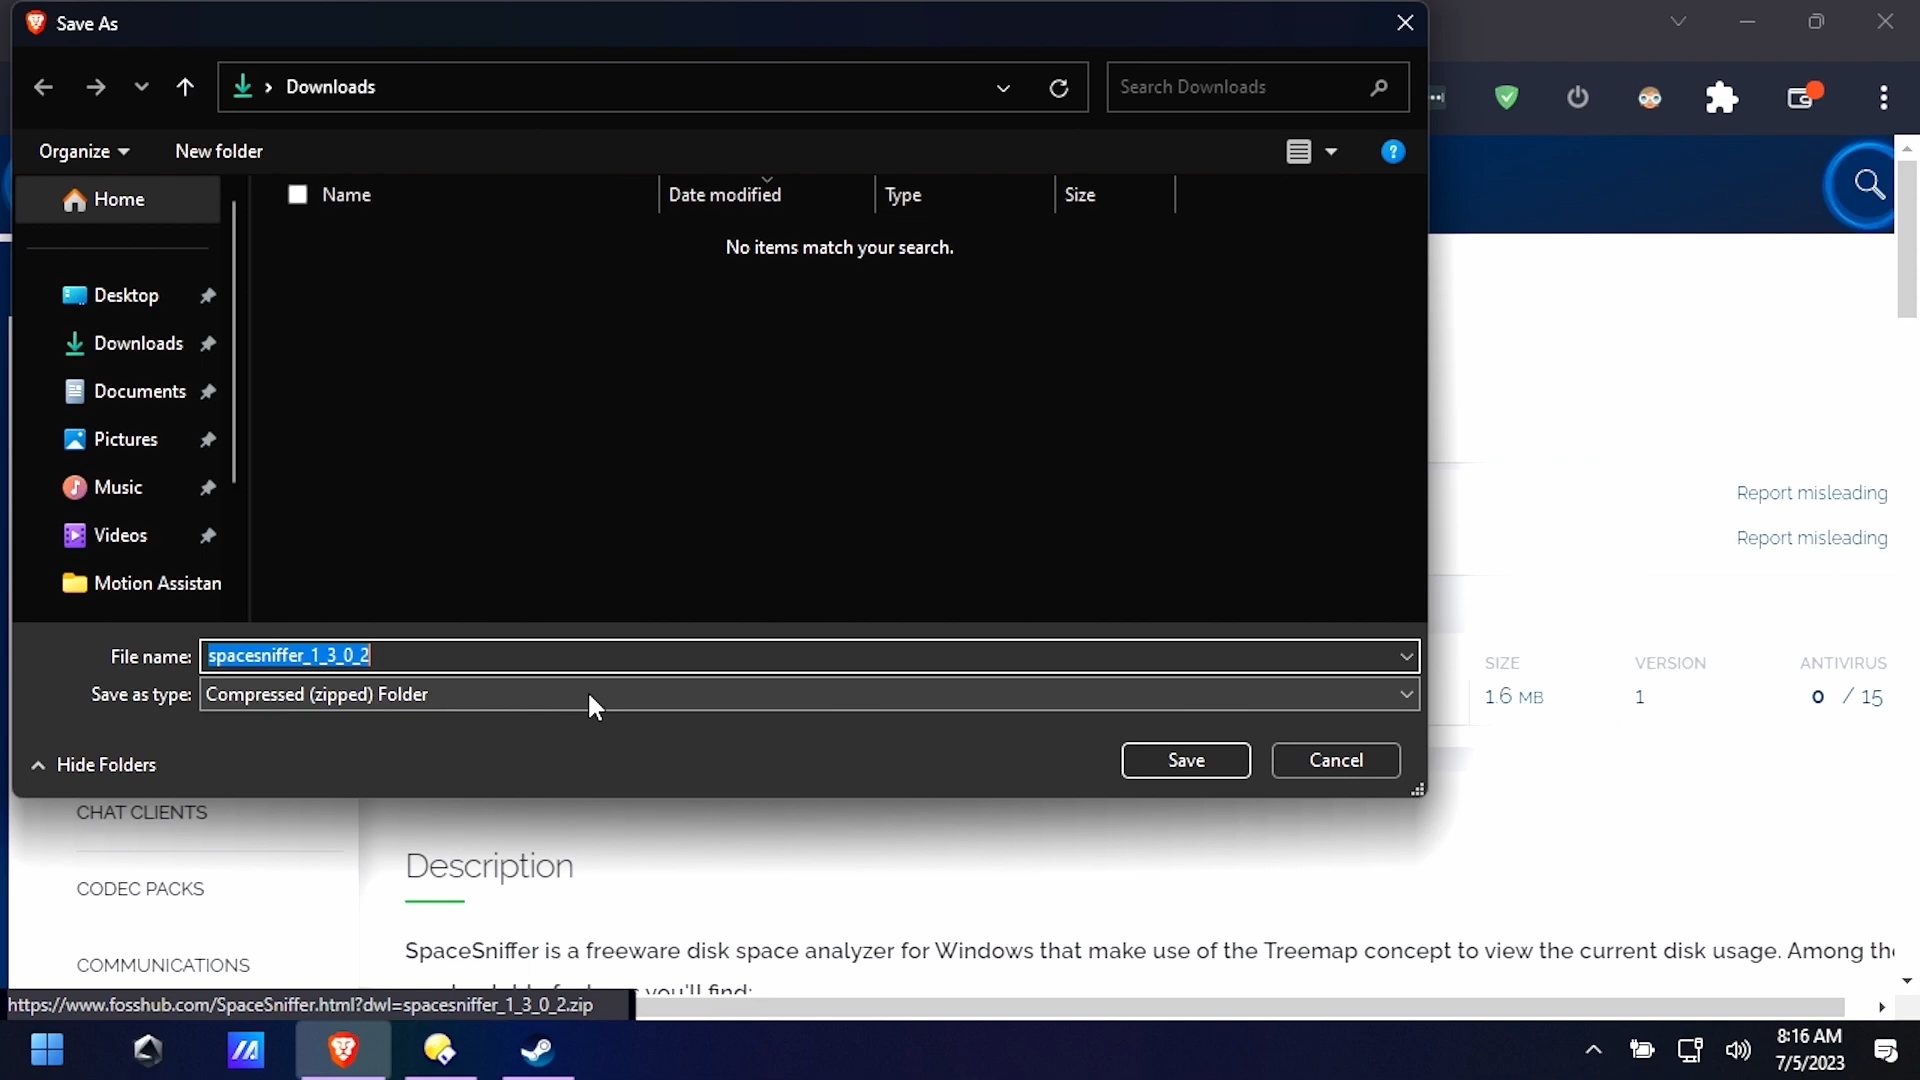 Save As
Downloads
Search Downloads
Organize
New folder
Home
Name
Date modified
Type
Size
No items match your search.
Desktop
Downloads
Documents
Pictures
Music
Videos
Motion Assistan
File name:
spacesniffer_1_3_0_2
Save as type:
Compressed (zipped) Folder
Hide Folders
Save
Cancel
Report misleading
Report misleading
SIZE
VERSION
ANTIVIRUS
1.6 MB
1
0 / 15
CHAT CLIENTS
CODEC PACKS
COMMUNICATIONS
Description
SpaceSniffer is a freeware disk space analyzer for Windows that make use of the Treemap concept to view the current disk usage. Among the
you'll find:
https://www.fosshub.com/SpaceSniffer.html?dwl=spacesniffer_1_3_0_2.zip
8:16 AM
7/5/2023